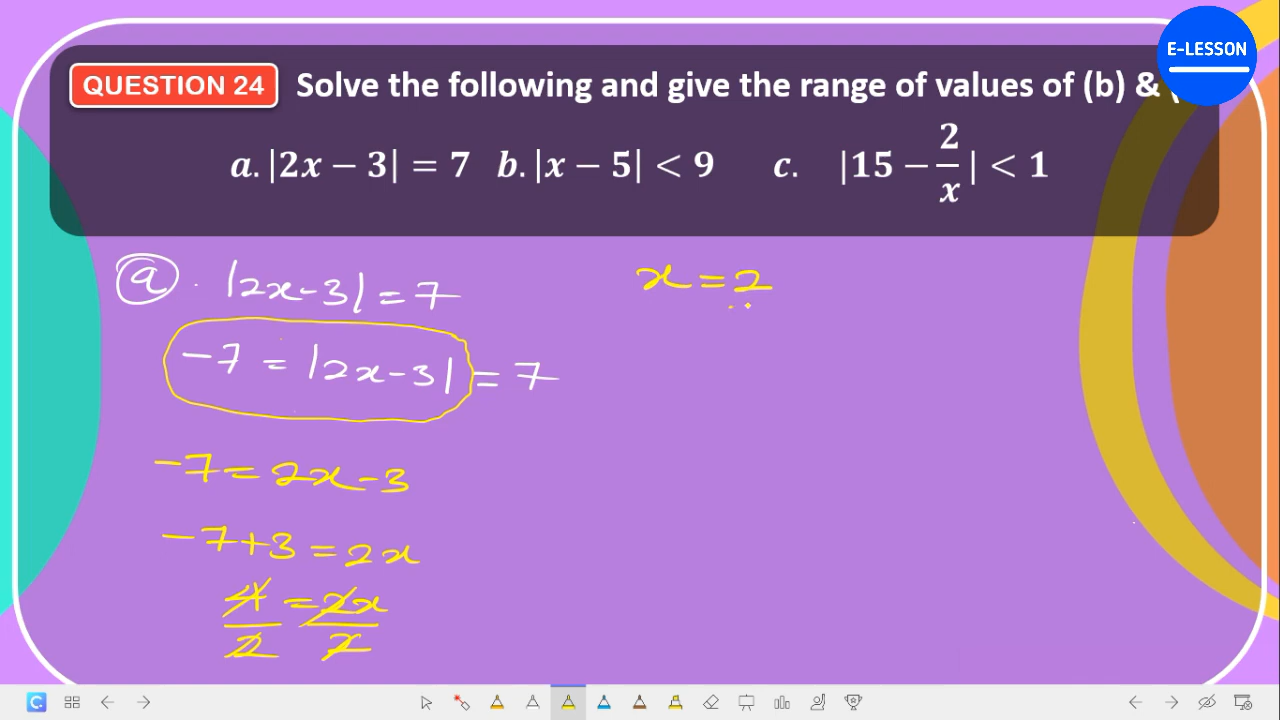 E-LESSON
QUESTION 24 Solve the following and give the range of values of (b) &
a. |2x − 3| = 7 b. |x − 5| < 9 c. |15 − 2/x| < 1
a. |2x-3| = 7
-7 = |2x-3| = 7
-7 = 2x-3
-7+3 = 2x
4/2 = 2x/2
x = 2